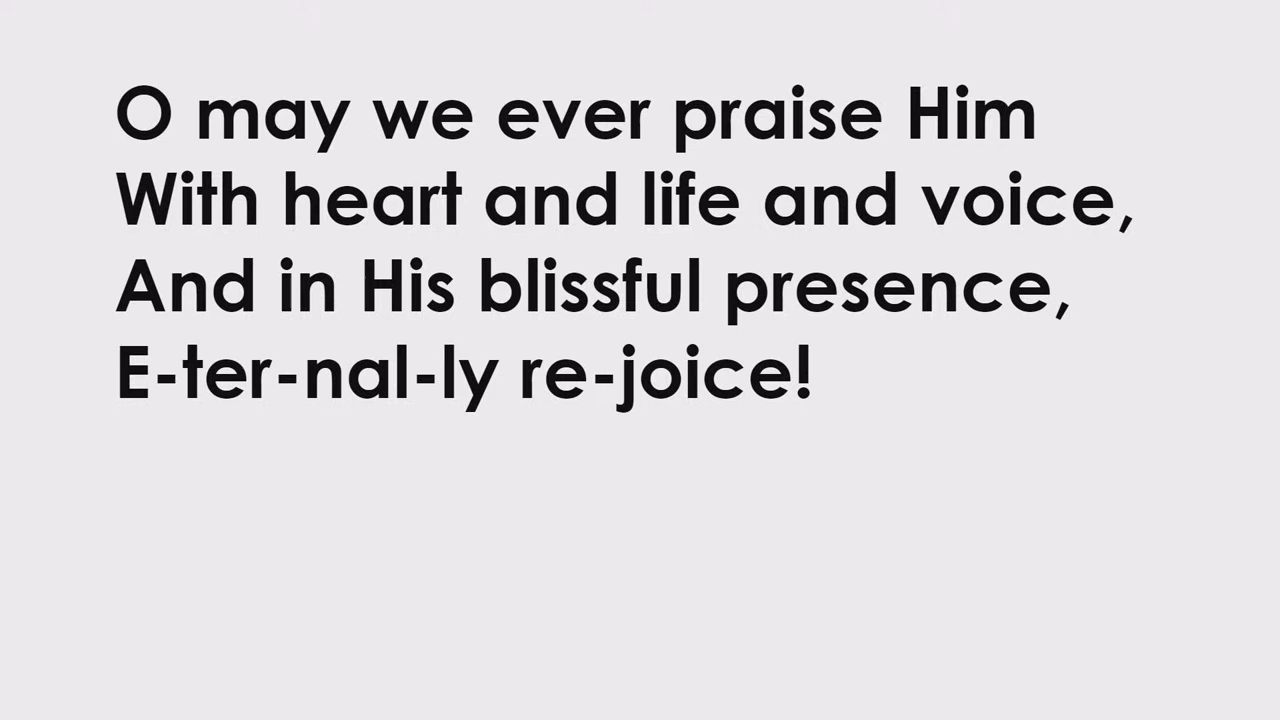 O may we ever praise Him
With heart and life and voice,
And in His blissful presence,
E-ter-nal-ly re-joice!